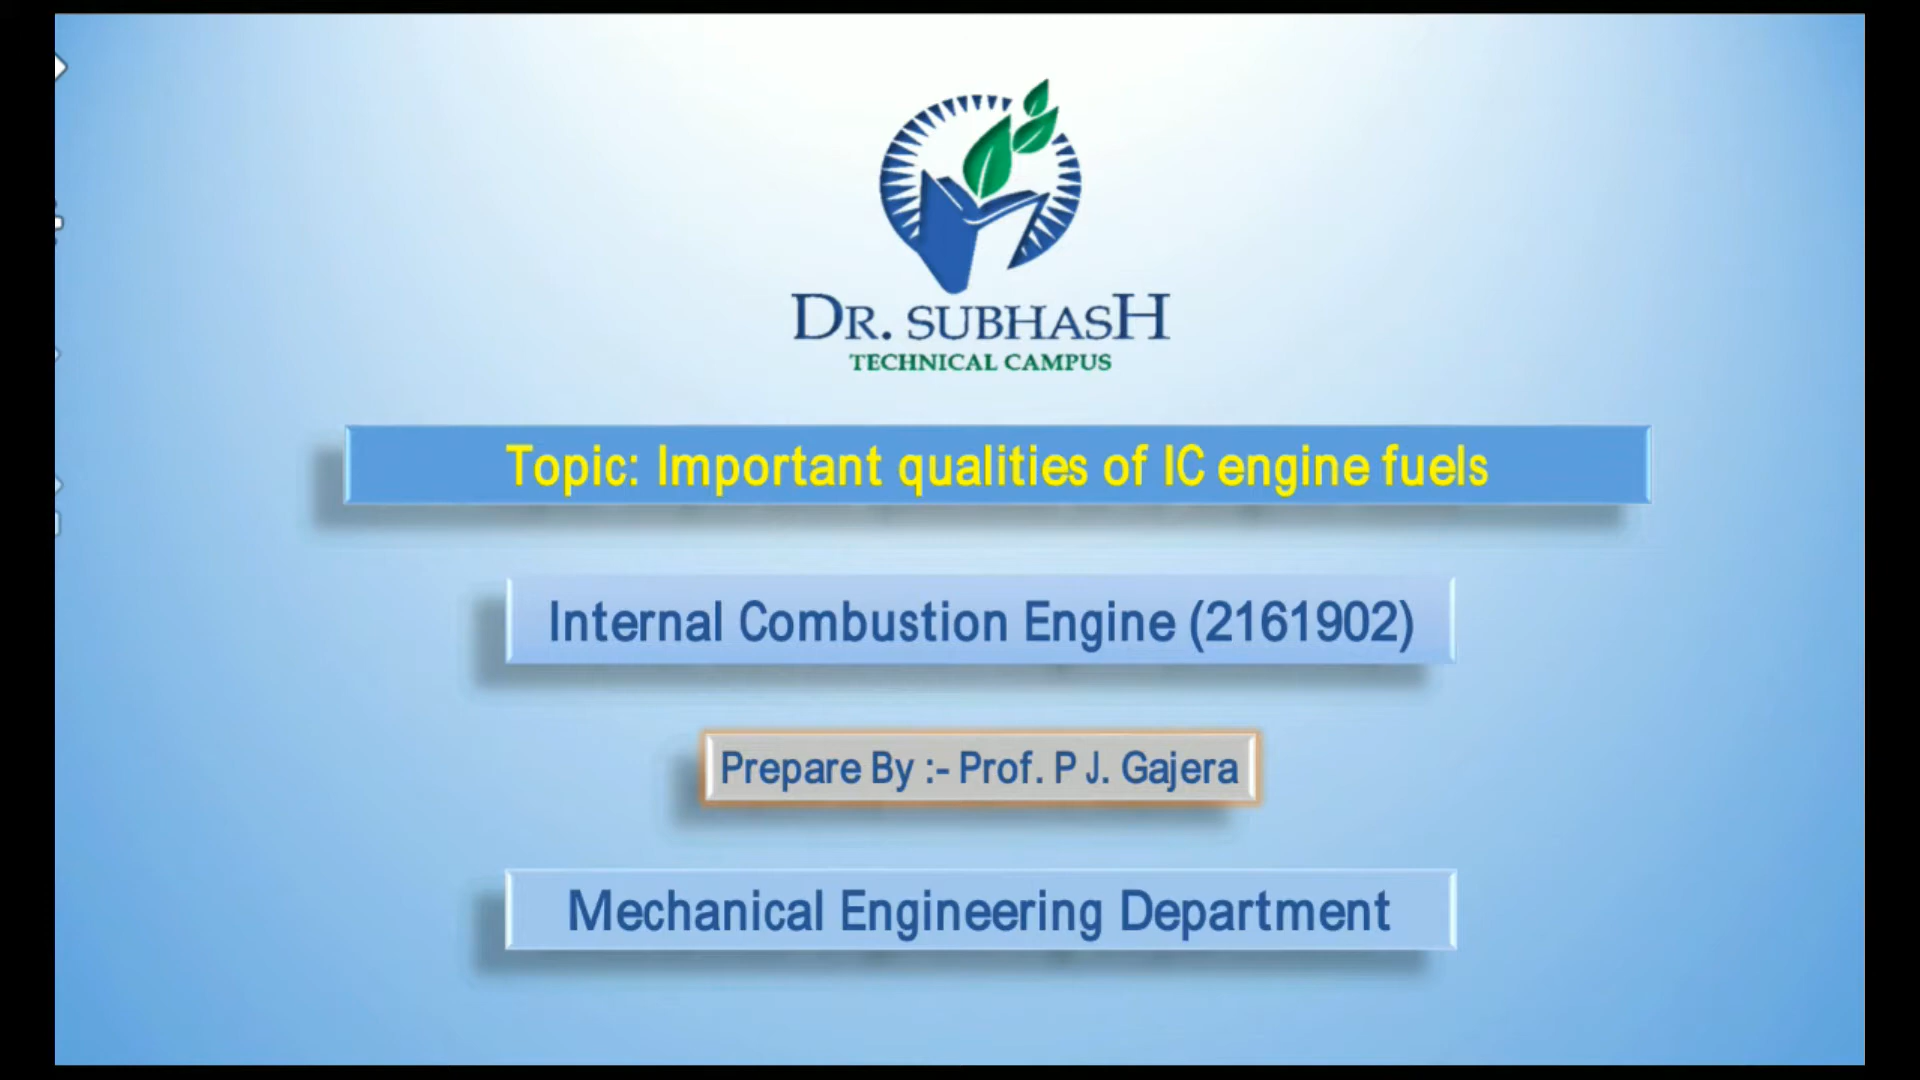 DR. SUBHASH
TECHNICAL CAMPUS
Topic: Important qualities of IC engine fuels
Internal Combustion Engine (2161902)
Prepare By :- Prof. P J. Gajera
Mechanical Engineering Department